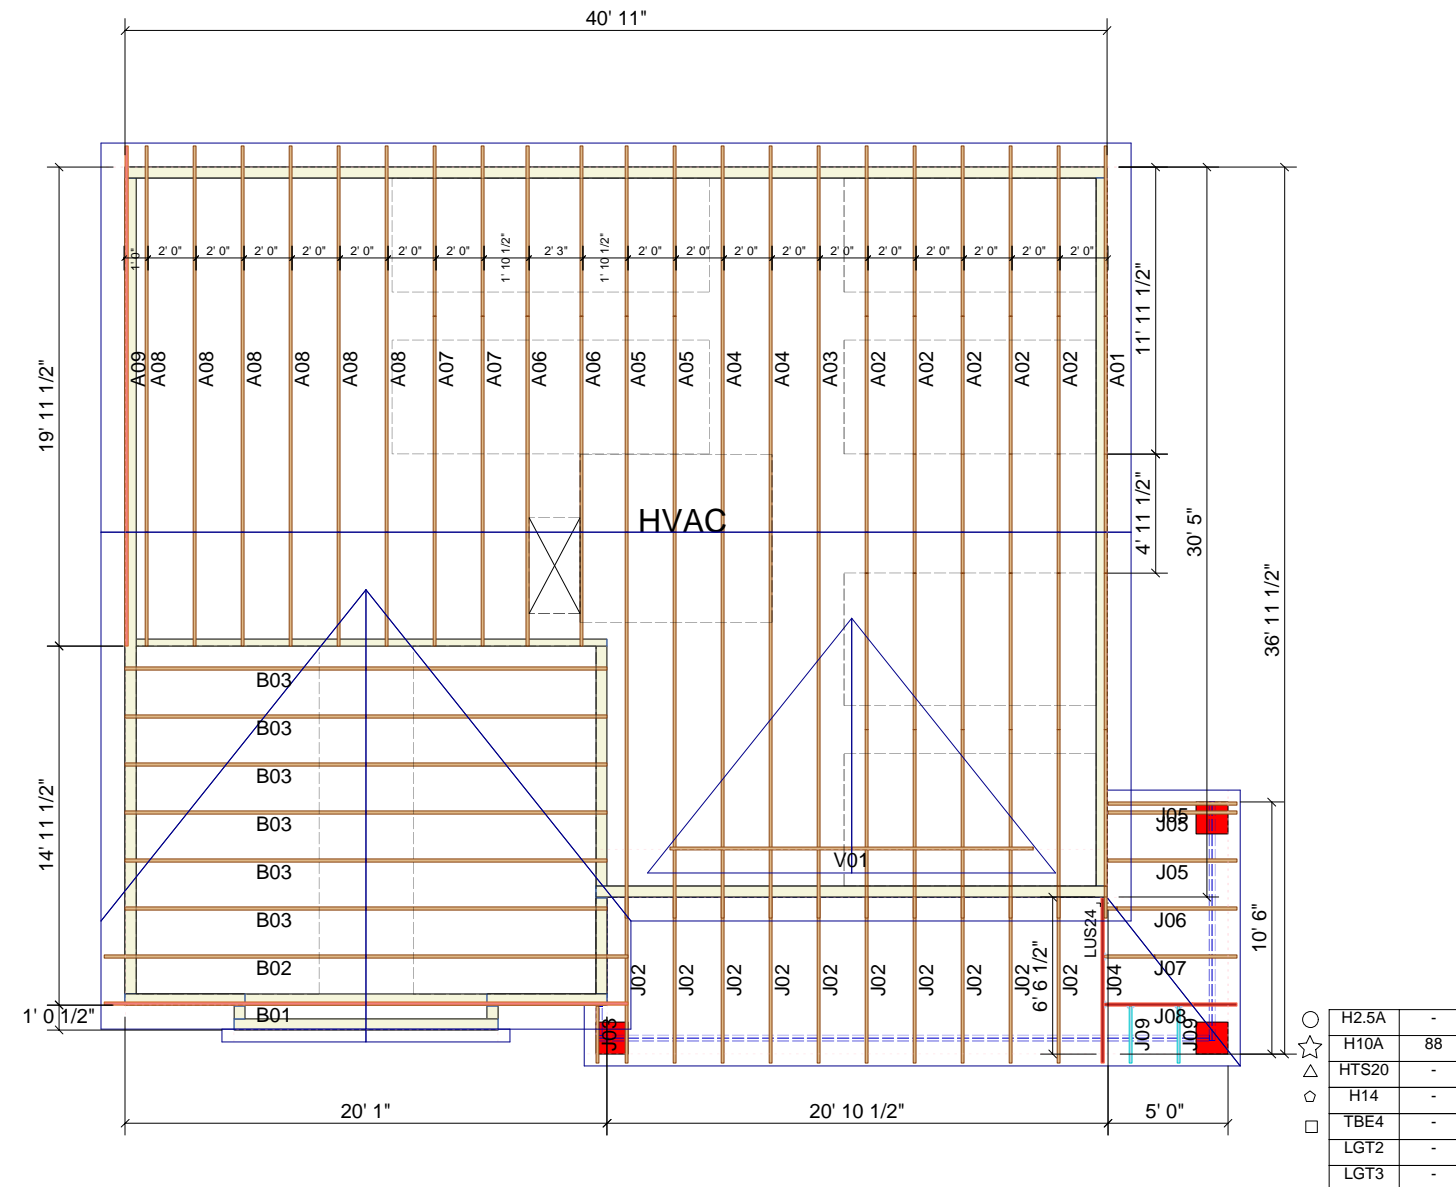 40' 11"
1' 0"
2' 0"
2' 0"
2' 0"
2' 0"
2' 0"
2' 0"
2' 0"
1' 10 1/2"
2' 3"
1' 10 1/2"
2' 0"
2' 0"
2' 0"
2' 0"
2' 0"
2' 0"
2' 0"
2' 0"
2' 0"
2' 0"
19' 11 1/2"
A09
A08
A08
A08
A08
A08
A08
A07
A07
A06
A06
A05
A05
A04
A04
A03
A02
A02
A02
A02
A02
A01
11' 11 1/2"
4' 11 1/2"
30' 5"
36' 11 1/2"
HVAC
14' 11 1/2"
B03
B03
B03
B03
B03
B03
B02
B01
1' 0 1/2"
V01
J05
J05
J05
J06
J07
J08
10' 6"
LUS24
6' 6 1/2"
J02
J02
J02
J02
J02
J02
J02
J02
J02
J02
J04
J03
J09
J09
20' 1"
20' 10 1/2"
5' 0"
H2.5A -
H10A 88
HTS20 -
H14 -
TBE4 -
LGT2 -
LGT3 -